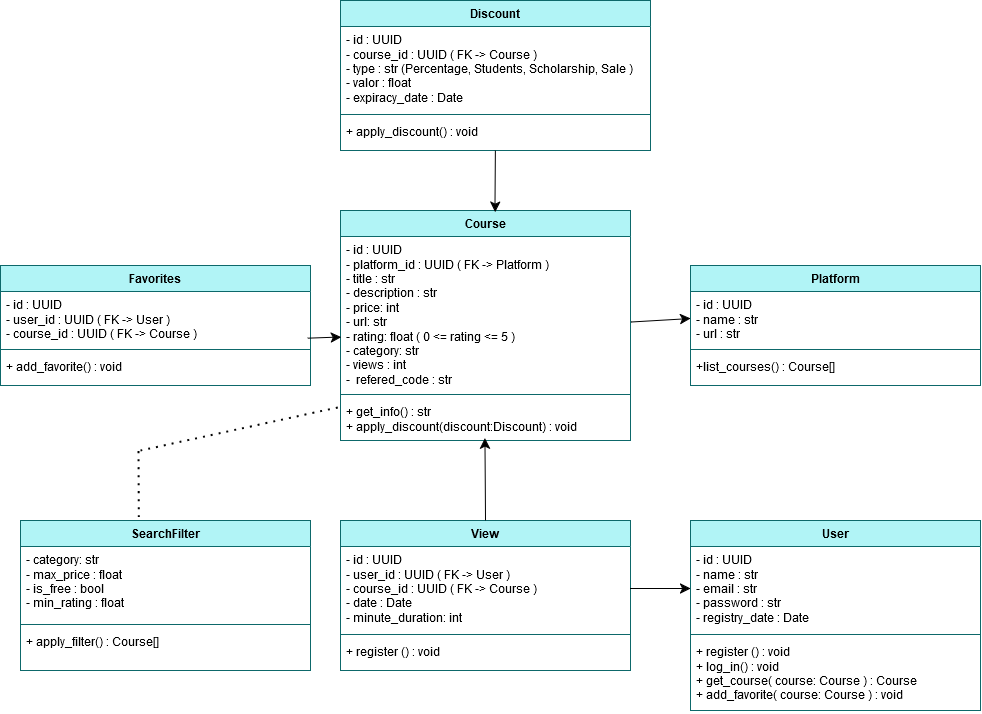 Discount
- id : UUID
- course_id : UUID ( FK -> Course )
- type : str (Percentage, Students, Scholarship, Sale )
- valor : float
- expiracy_date : Date
+ apply_discount() : void
Course
- id : UUID
- platform_id : UUID ( FK -> Platform )
- title : str
- description : str
- price: int
- url: str
- rating: float ( 0 <= rating <= 5 )
- category: str
- views : int
- refered_code : str
+ get_info() : str
+ apply_discount(discount:Discount) : void
Favorites
- id : UUID
- user_id : UUID ( FK -> User )
- course_id : UUID ( FK -> Course )
+ add_favorite() : void
Platform
- id : UUID
- name : str
- url : str
+list_courses() : Course[]
SearchFilter
- category: str
- max_price : float
- is_free : bool
- min_rating : float
+ apply_filter() : Course[]
View
- id : UUID
- user_id : UUID ( FK -> User )
- course_id : UUID ( FK -> Course )
- date : Date
- minute_duration: int
+ register () : void
User
- id : UUID
- name : str
- email : str
- password : str
- registry_date : Date
+ register () : void
+ log_in() : void
+ get_course( course: Course ) : Course
+ add_favorite( course: Course ) : void